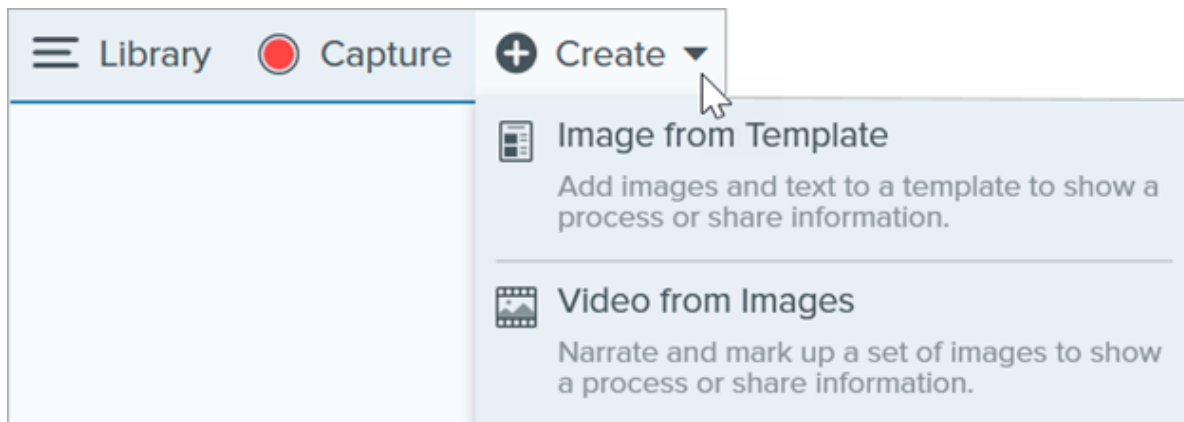 Library Capture Create
Image from Template
Add images and text to a template to show a
process or share information.
Video from Images
Narrate and mark up a set of images to show
a process or share information.